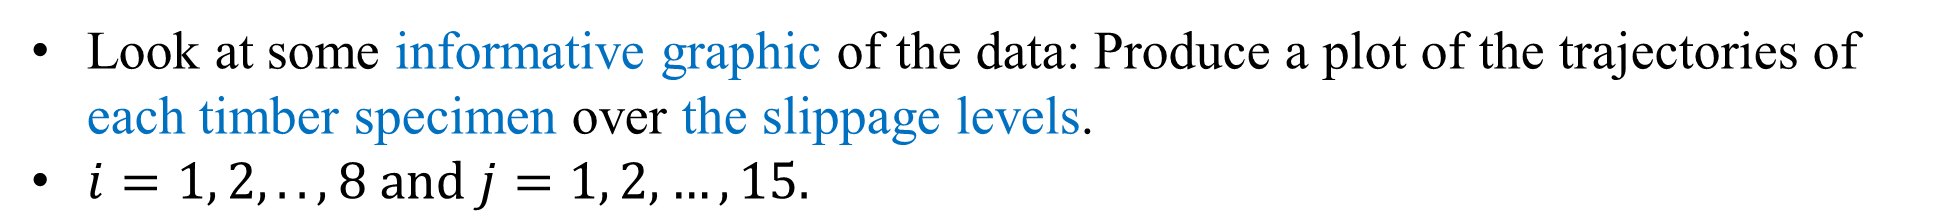 • Look at some informative graphic of the data: Produce a plot of the trajectories of
each timber specimen over the slippage levels.
• 𝑖 = 1, 2, . . , 8 and 𝑗 = 1, 2, … , 15.